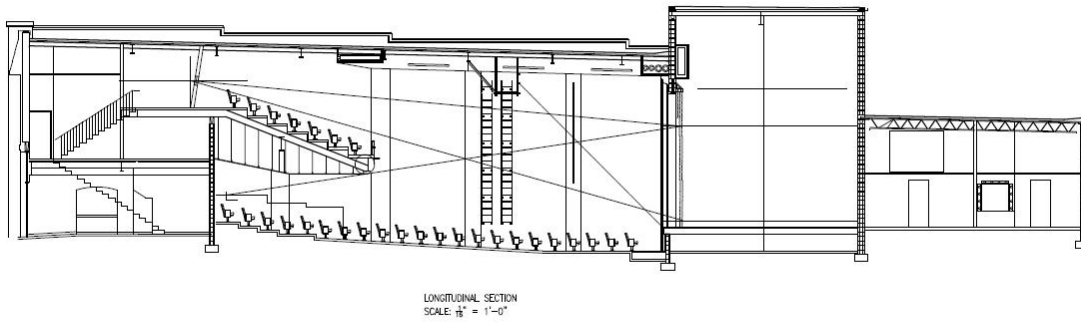 LONGITUDINAL SECTION
SCALE: 1/16" = 1'-0"